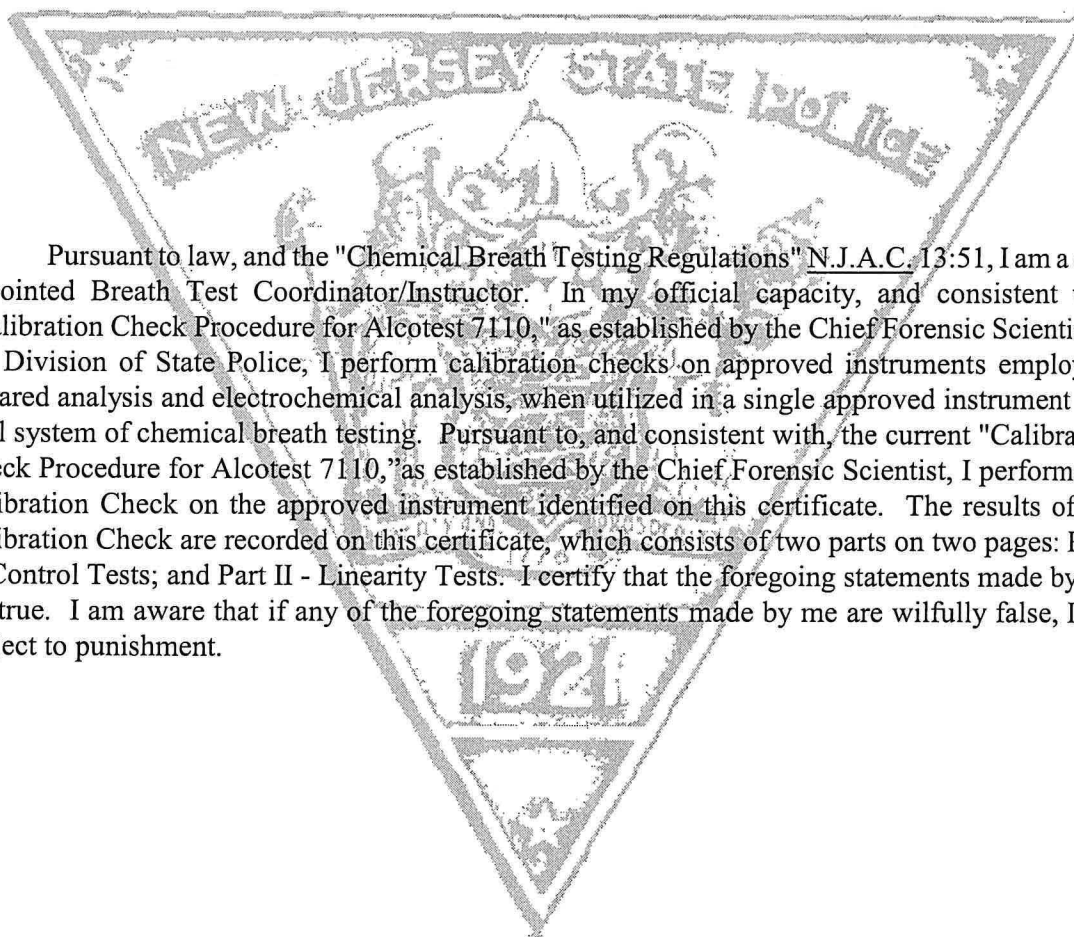 NEW JERSEY STATE POLICE
Pursuant to law, and the "Chemical Breath Testing Regulations" N.J.A.C. 13:51, I am a
ointed Breath Test Coordinator/Instructor. In my official capacity, and consistent
libration Check Procedure for Alcotest 7110," as established by the Chief Forensic Scienti
Division of State Police, I perform calibration checks on approved instruments employ
ared analysis and electrochemical analysis, when utilized in a single approved instrument
l system of chemical breath testing. Pursuant to, and consistent with, the current "Calibra
eck Procedure for Alcotest 7110," as established by the Chief Forensic Scientist, I perform
ibration Check on the approved instrument identified on this certificate. The results of
ibration Check are recorded on this certificate, which consists of two parts on two pages:
Control Tests; and Part II - Linearity Tests. I certify that the foregoing statements made by
true. I am aware that if any of the foregoing statements made by me are wilfully false, I
ject to punishment.
1921